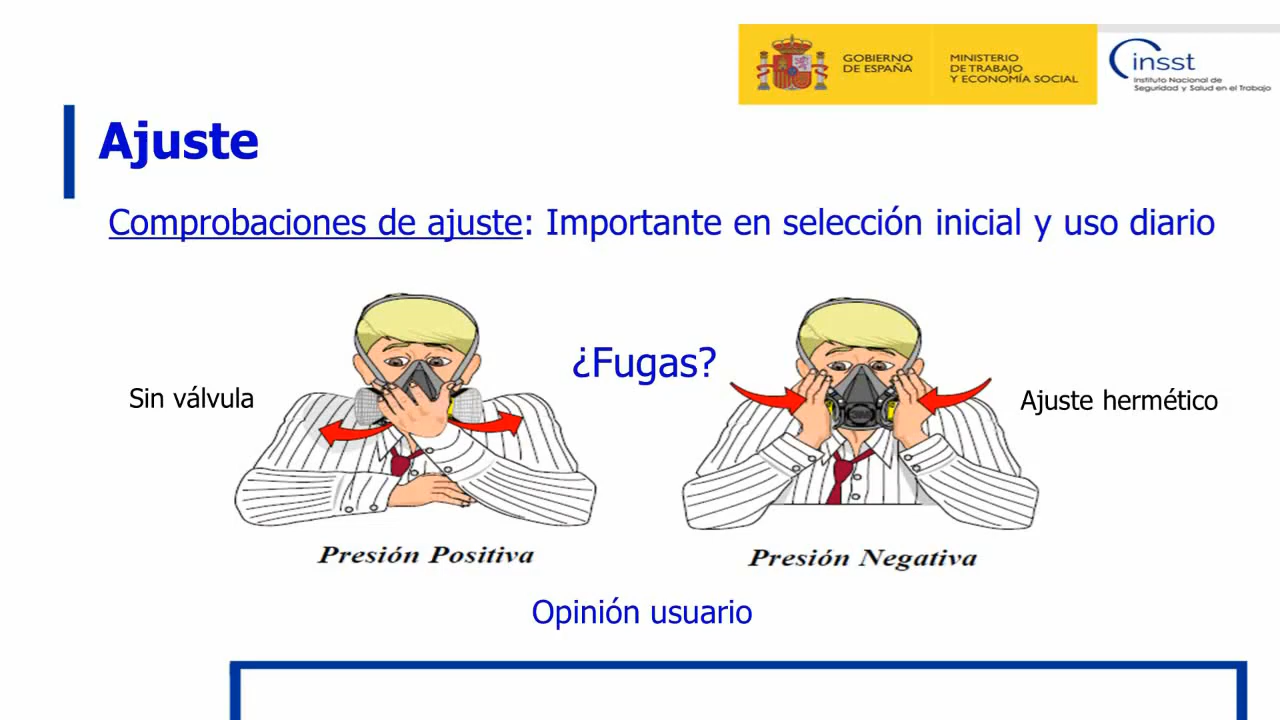 GOBIERNO
DE ESPAÑA
MINISTERIO
DE TRABAJO
Y ECONOMÍA SOCIAL
insst
Instituto Nacional de
Seguridad y Salud en el Trabajo
Ajuste
Comprobaciones de ajuste: Importante en selección inicial y uso diario
¿Fugas?
Sin válvula
Ajuste hermético
3M
Presión Positiva
Presión Negativa
Opinión usuario